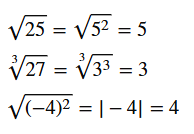 √25 = √5² = 5
∛27 = ∛3³ = 3
√(−4)² = | − 4| = 4